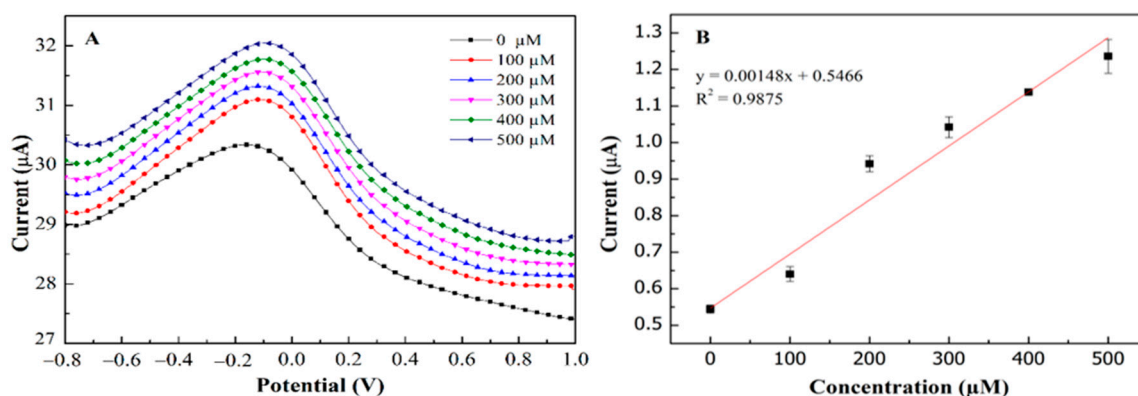 A
0 μM
100 μM
200 μM
300 μM
400 μM
500 μM
32
31
30
29
28
27
Current (μA)
–0.8 –0.6 –0.4 –0.2 0.0 0.2 0.4 0.6 0.8 1.0
Potential (V)
B
y = 0.00148x + 0.5466
R² = 0.9875
1.3
1.2
1.1
1.0
0.9
0.8
0.7
0.6
0.5
Current (μA)
0 100 200 300 400 500
Concentration (μM)